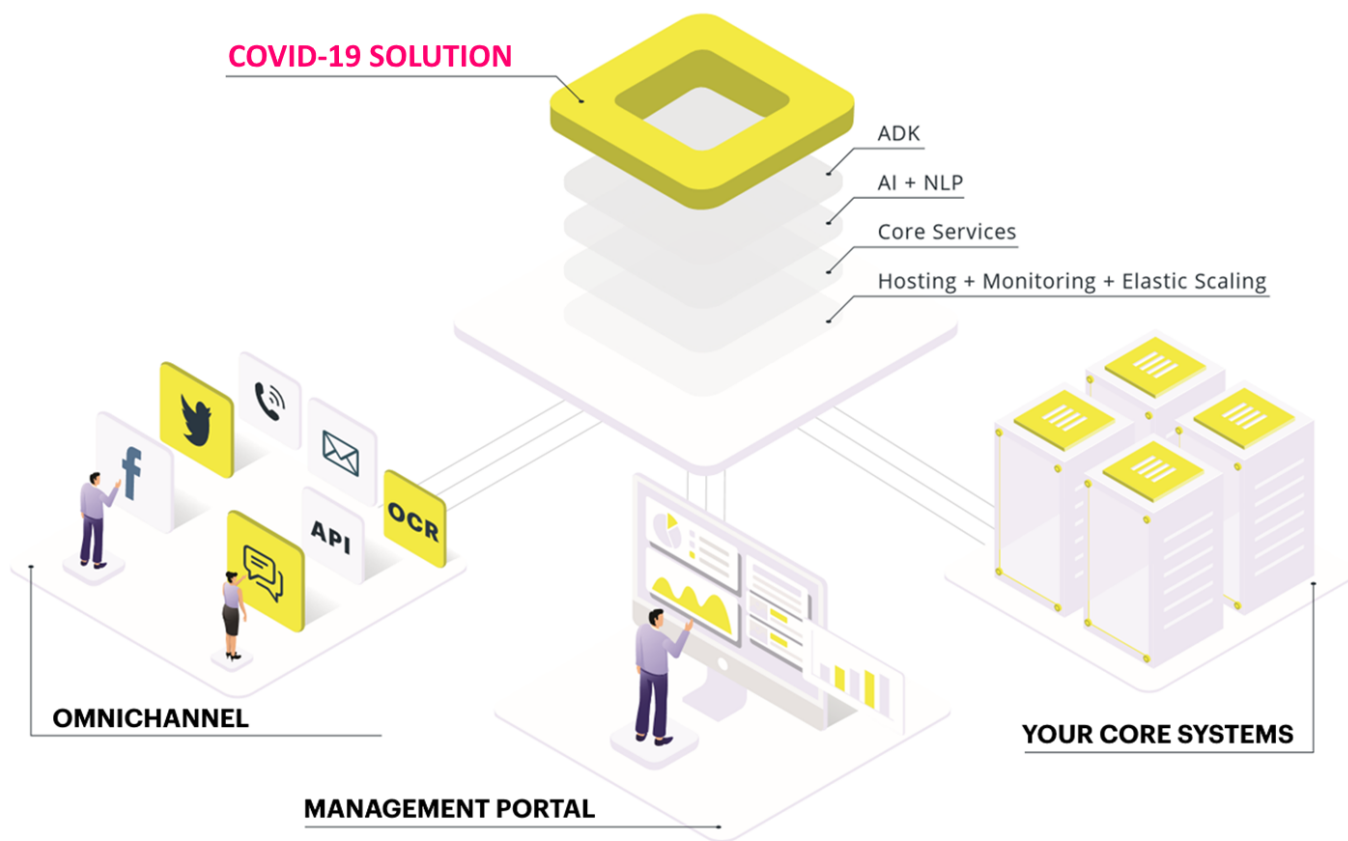 COVID-19 SOLUTION
ADK
AI + NLP
Core Services
Hosting + Monitoring + Elastic Scaling
f
API
OCR
OMNICHANNEL
YOUR CORE SYSTEMS
MANAGEMENT PORTAL